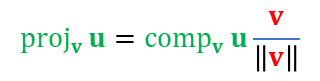 proj_v u = comp_v u v/‖v‖